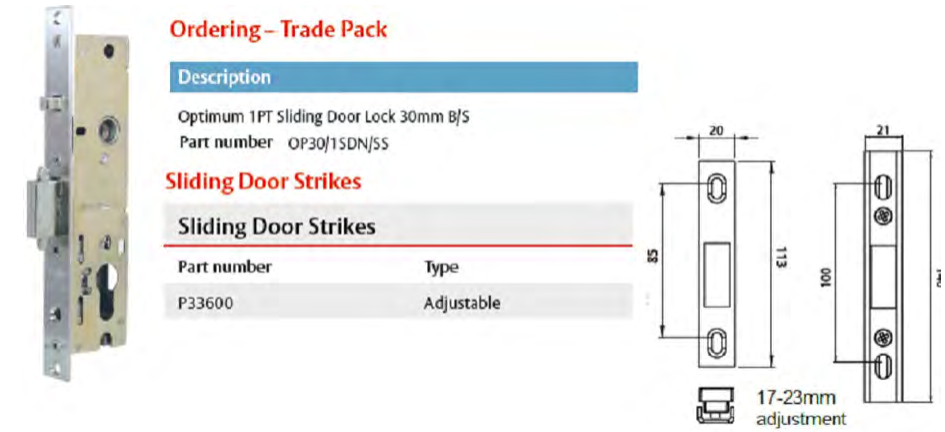 Ordering – Trade Pack
Description
Optimum 1PT Sliding Door Lock 30mm B/S
Part number OP30/1SDN/SS
Sliding Door Strikes
Sliding Door Strikes
Part number Type
P33600 Adjustable
20
85
113
17-23mm
adjustment
21
100